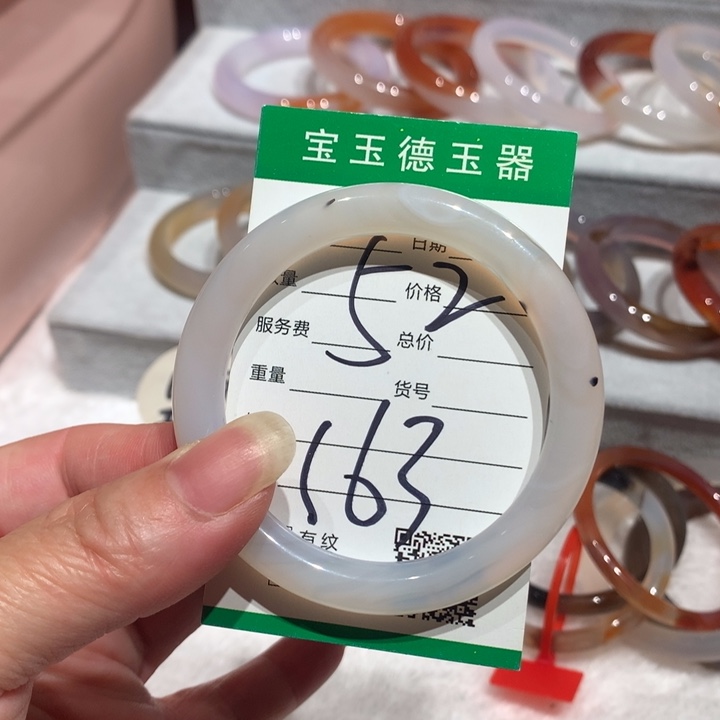 宝玉德玉器
日期
量 价格
52
服务费 总价
重量 货号
163
有纹